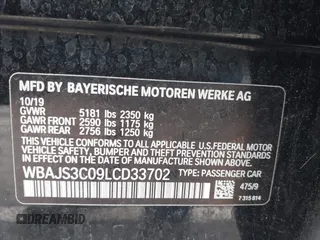 MFD BY BAYERISCHE MOTOREN WERKE AG
10/19
GVWR 5181 lbs 2350 kg
GAWR FRONT 2590 lbs 1175 kg
GAWR REAR 2756 lbs 1250 kg
THIS VEHICLE CONFORMS TO ALL APPLICABLE U.S.FEDERAL MOTOR
VEHICLE SAFETY, BUMPER, AND THEFT PREVENTION STANDARDS IN
EFFECT ON THE DATE OF MANUFACTURE SHOWN ABOVE.
WBAJS3C09LCD33702 TYPE: PASSENGER CAR
475/9
7 315 814
© DREAMBID